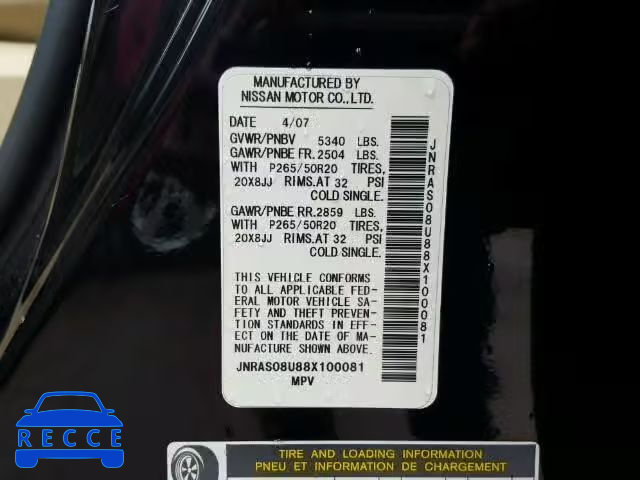 MANUFACTURED BY
NISSAN MOTOR CO.,LTD.
DATE 4/07
GVWR/PNBV 5340 LBS.
GAWR/PNBE FR. 2504 LBS.
WITH P265/50R20 TIRES,
20X8JJ RIMS.AT 32 PSI
COLD SINGLE.
GAWR/PNBE RR. 2859 LBS.
WITH P265/50R20 TIRES,
20X8JJ RIMS.AT 32 PSI
COLD SINGLE.
THIS VEHICLE CONFORMS
TO ALL APPLICABLE FED-
ERAL MOTOR VEHICLE SA-
FETY AND THEFT PREVEN-
TION STANDARDS IN EFF-
ECT ON THE DATE OF MA-
NUFACTURE SHOWN ABOVE.
JNRAS08U88X100081
MPV
JNRAS08U88X100081
TIRE AND LOADING INFORMATION
PNEU ET INFORMATION DE CHARGEMENT
RECCE